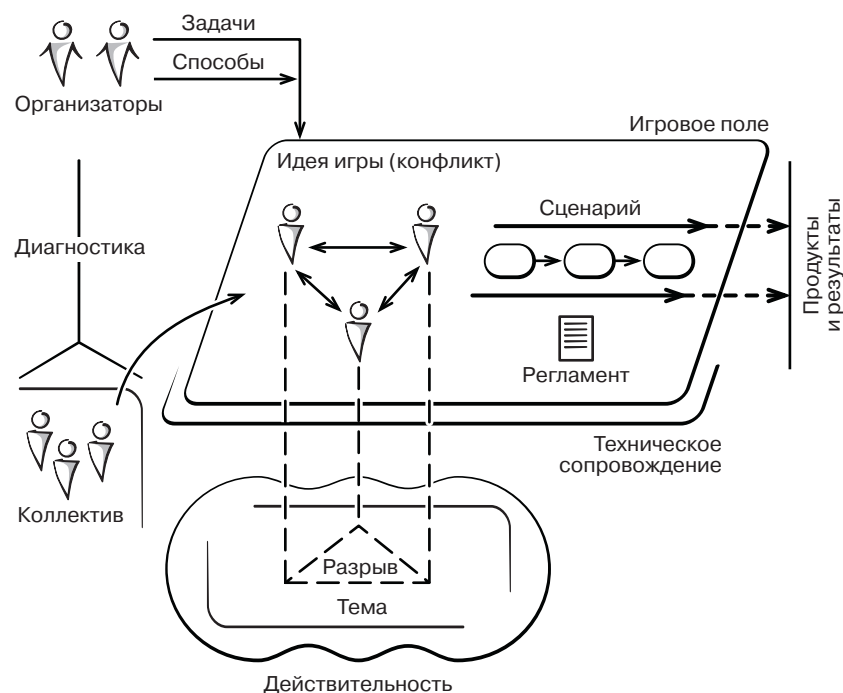 Задачи
Способы
Организаторы
Игровое поле
Идея игры (конфликт)
Сценарий
Диагностика
Продукты
и результаты
Регламент
Техническое
сопровождение
Коллектив
Разрыв
Тема
Действительность